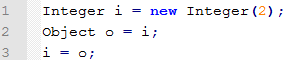 1 Integer i = new Integer(2);
2 Object o = i;
3 i = o;